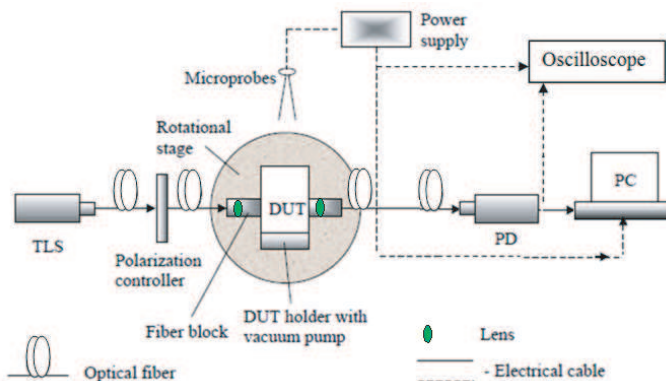 Power
supply
Oscilloscope
Microprobes
Rotational
stage
PC
DUT
TLS
PD
Polarization
controller
Fiber block
DUT holder with
vacuum pump
Lens
Optical fiber
- Electrical cable